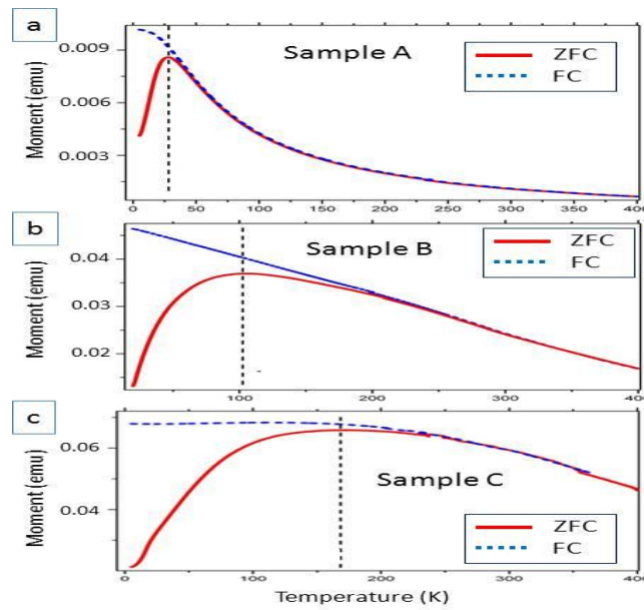 a
Sample A
ZFC
FC
Moment (emu)
0.009
0.006
0.003
0
50
100
150
200
250
300
350
400
b
Sample B
ZFC
FC
Moment (emu)
0.04
0.03
0.02
100
200
300
400
c
Sample C
ZFC
FC
Moment (emu)
0.06
0.04
0
100
200
300
400
Temperature (K)